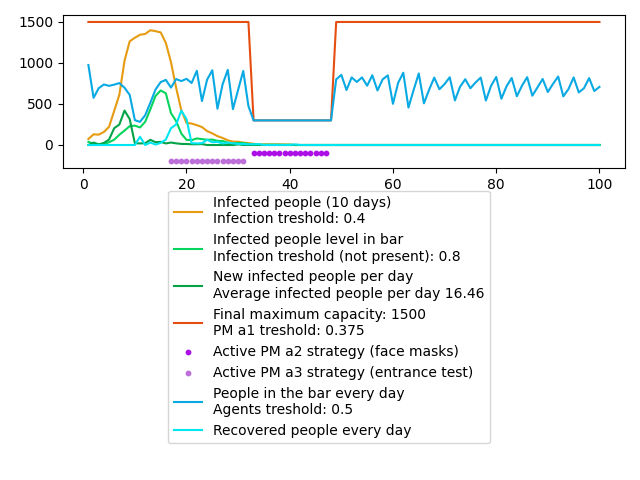 1500
1000
500
0
0 20 40 60 80 100
Infected people (10 days)
Infection treshold: 0.4
Infected people level in bar
Infection treshold (not present): 0.8
New infected people per day
Average infected people per day 16.46
Final maximum capacity: 1500
PM a1 treshold: 0.375
Active PM a2 strategy (face masks)
Active PM a3 strategy (entrance test)
People in the bar every day
Agents treshold: 0.5
Recovered people every day